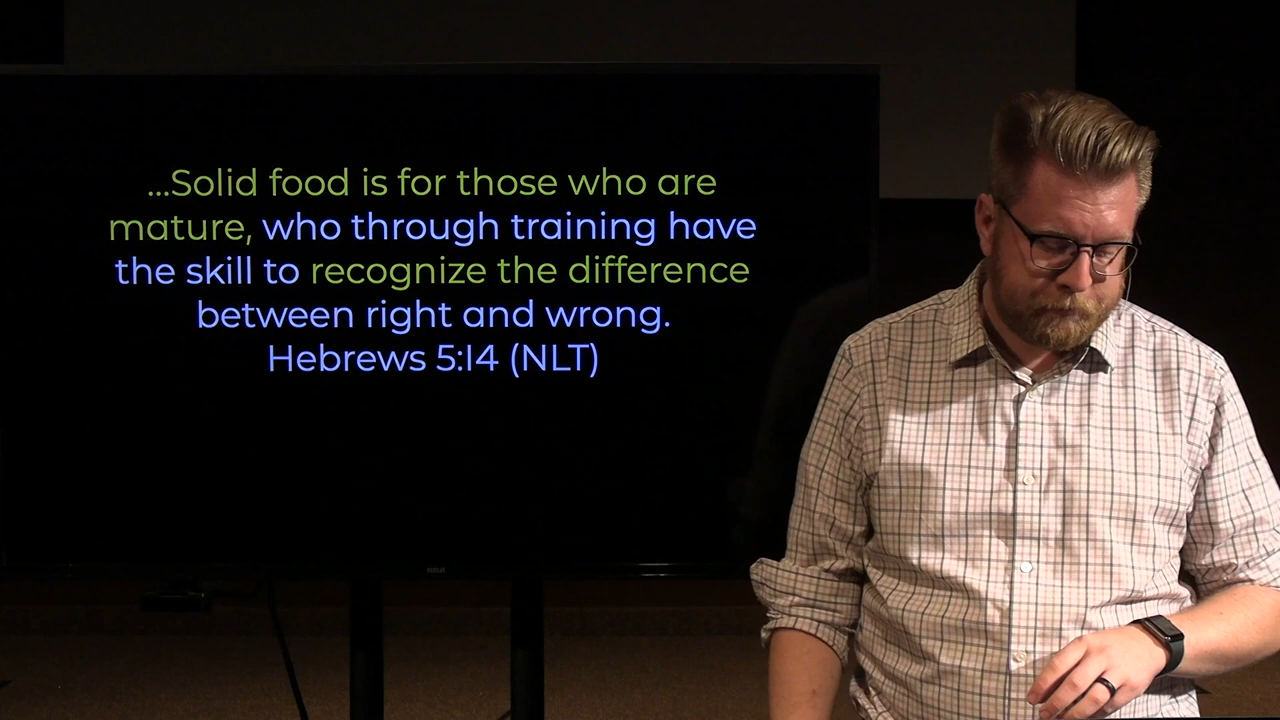 ...Solid food is for those who are
mature, who through training have
the skill to recognize the difference
between right and wrong.
Hebrews 5:14 (NLT)
RCA